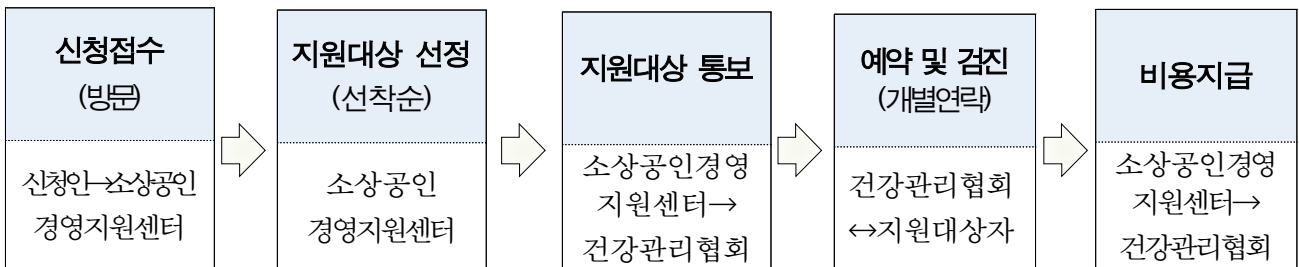 신청접수
(방문)
신청인→소상공인
경영지원센터
지원대상 선정
(선착순)
소상공인
경영지원센터
지원대상 통보
소상공인경영
지원센터→
건강관리협회
예약 및 검진
(개별연락)
건강관리협회
↔지원대상자
비용지급
소상공인경영
지원센터→
건강관리협회